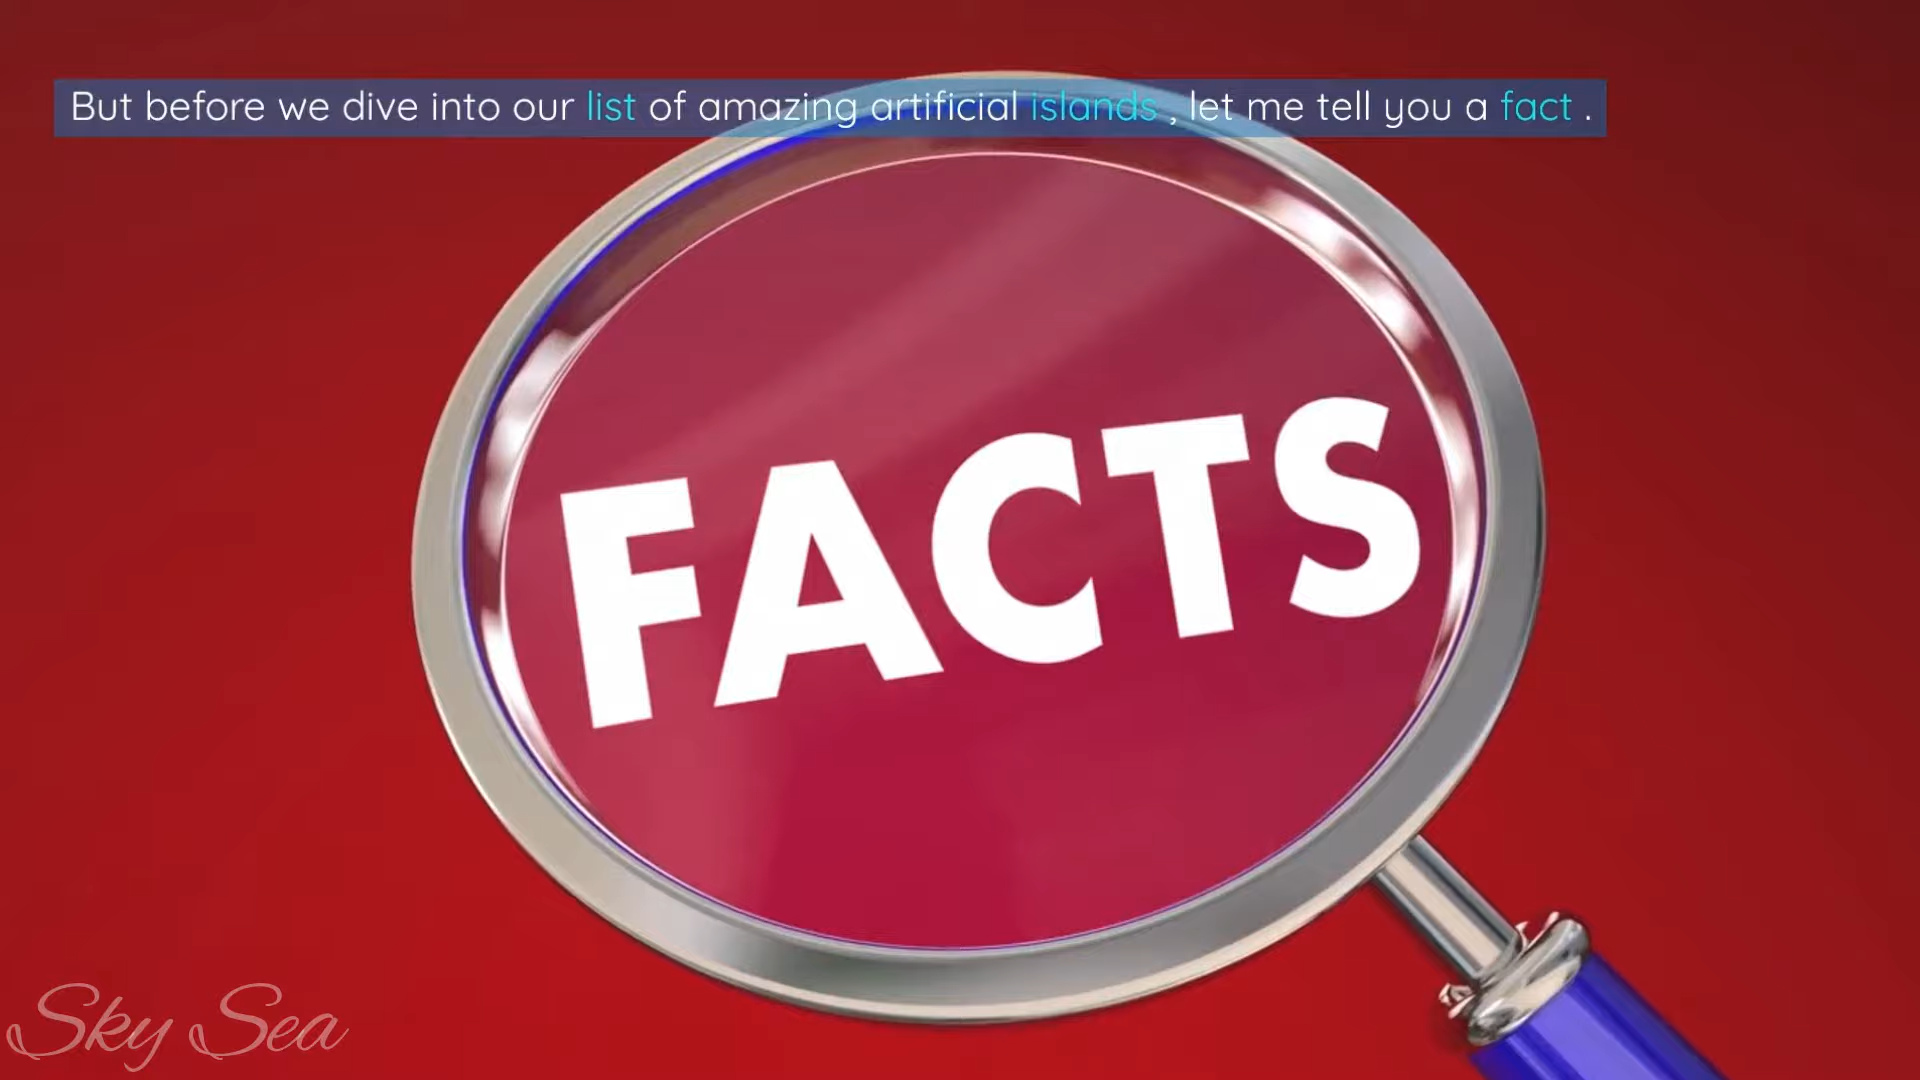 But before we dive into our list of amazing artificial islands , let me tell you a fact .
FACTS
Sky Sea